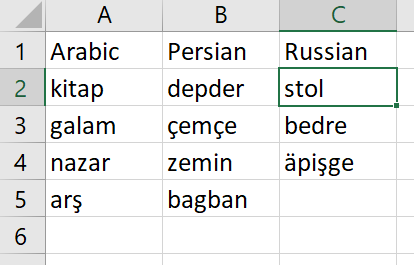 A B C
1 Arabic Persian Russian
2 kitap depder stol
3 galam çemçe bedre
4 nazar zemin äpişge
5 arş bagban
6